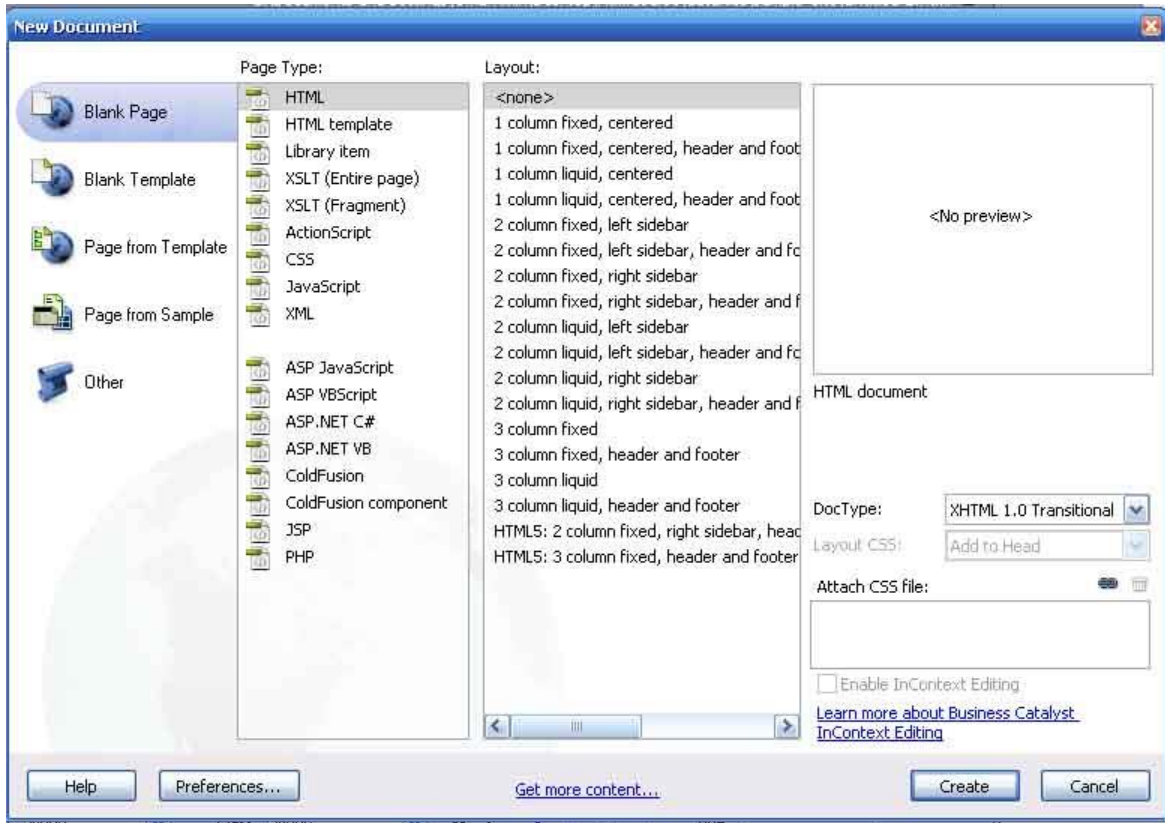 New Document
Blank Page
Blank Template
Page from Template
Page from Sample
Other
Page Type:
HTML
HTML template
Library item
XSLT (Entire page)
XSLT (Fragment)
ActionScript
CSS
JavaScript
XML
ASP JavaScript
ASP VBScript
ASP.NET C#
ASP.NET VB
ColdFusion
ColdFusion component
JSP
PHP
Layout:
<none>
1 column fixed, centered
1 column fixed, centered, header and foot
1 column liquid, centered
1 column liquid, centered, header and foot
2 column fixed, left sidebar
2 column fixed, left sidebar, header and fo
2 column fixed, right sidebar
2 column fixed, right sidebar, header and f
2 column liquid, left sidebar
2 column liquid, left sidebar, header and fo
2 column liquid, right sidebar
2 column liquid, right sidebar, header and f
3 column fixed
3 column fixed, header and footer
3 column liquid
3 column liquid, header and footer
HTML5: 2 column fixed, right sidebar, head
HTML5: 3 column fixed, header and footer
<No preview>
HTML document
DocType: XHTML 1.0 Transitional
Layout CSS: Add to Head
Attach CSS file:
Enable InContext Editing
Learn more about Business Catalyst
InContext Editing
Help
Preferences...
Get more content...
Create
Cancel